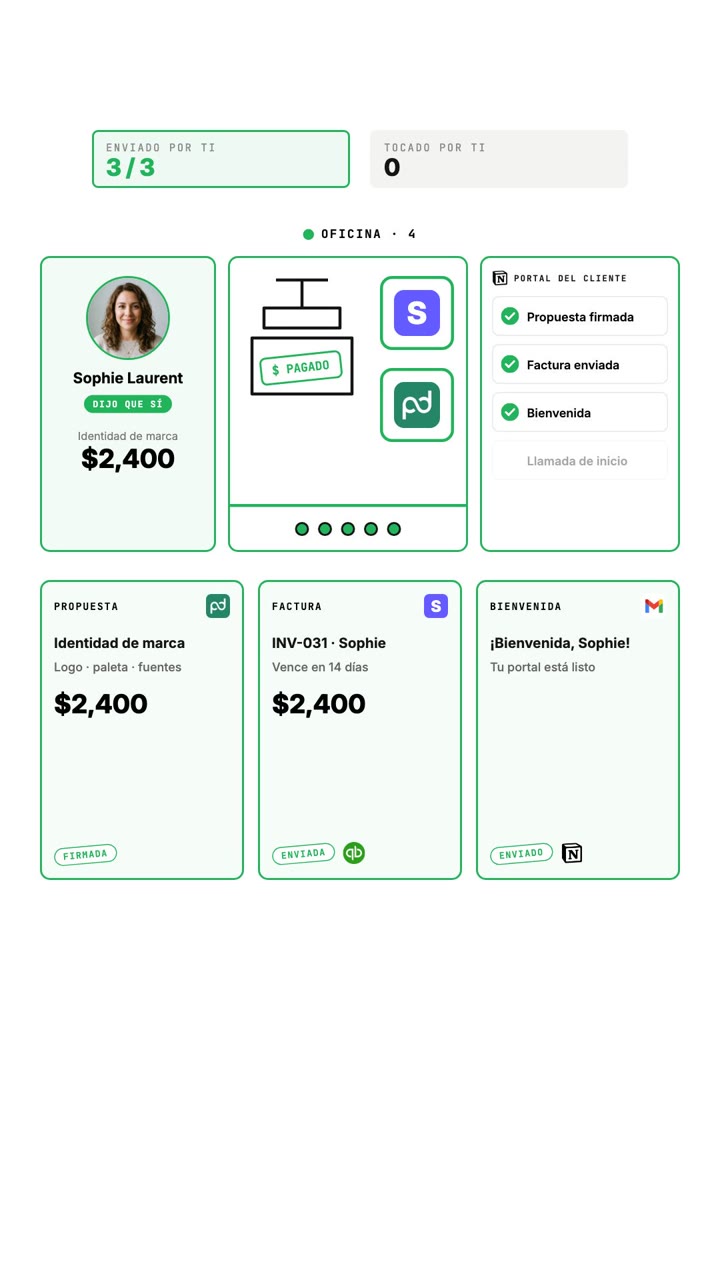 ENVIADO POR TI
3/3
TOCADO POR TI
0
OFICINA · 4
Sophie Laurent
DIJO QUE SÍ
Identidad de marca
$2,400
$ PAGADO
S
pd
PORTAL DEL CLIENTE
Propuesta firmada
Factura enviada
Bienvenida
Llamada de inicio
PROPUESTA
pd
Identidad de marca
Logo · paleta · fuentes
$2,400
FIRMADA
FACTURA
S
INV-031 · Sophie
Vence en 14 días
$2,400
ENVIADA
qb
BIENVENIDA
¡Bienvenida, Sophie!
Tu portal está listo
ENVIADO
N